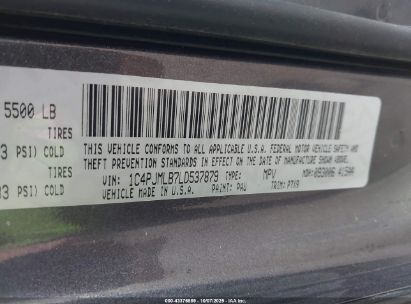 5500 LB
TIRES
PSI) COLD
TIRES
PSI) COLD
THIS VEHICLE CONFORMS TO ALL APPLICABLE U.S.A. FEDERAL MOTOR VEHICLE SAFETY AND
THEFT PREVENTION STANDARDS IN EFFECT ON THE DATE OF MANUFACTURE SHOWN ABOVE.
VIN: 1C4PJMLB7LD537879 TYPE: MPV
VEHICLE MADE IN U.S.A. PAINT: PAU TRIM: P7X9